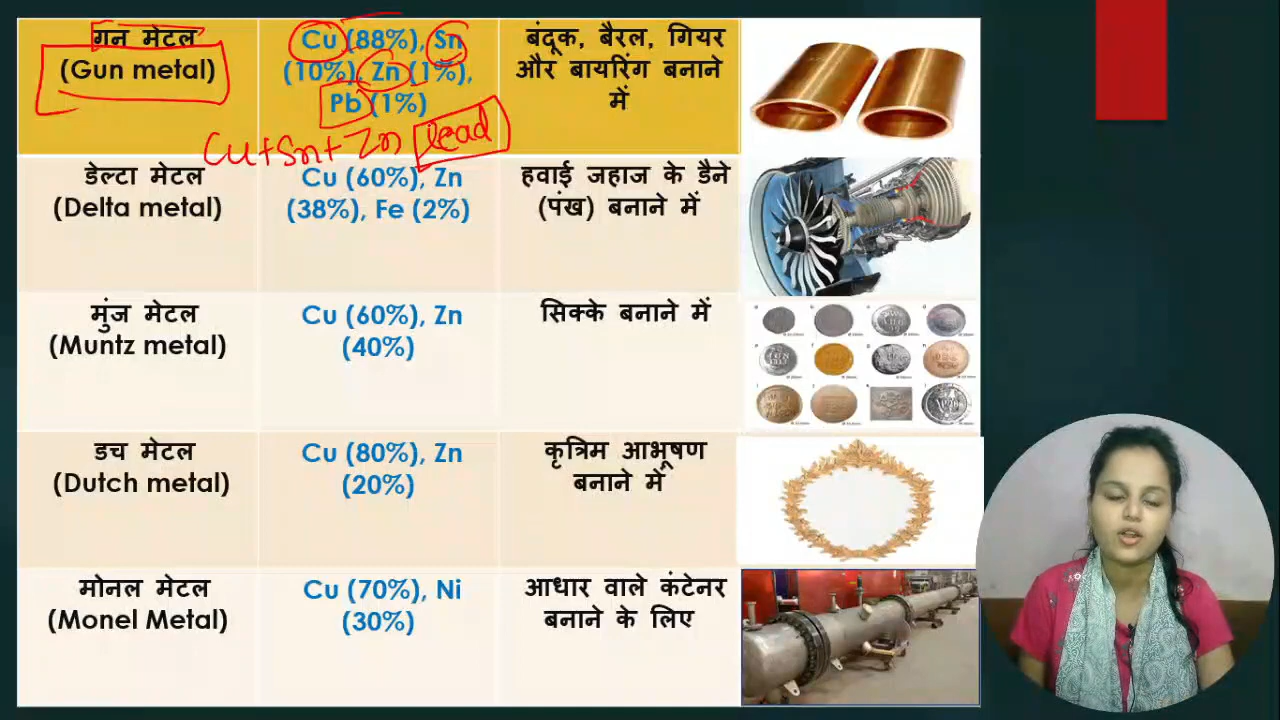 गन मेटल
(Gun metal)
Cu (88%), Sn
(10%), Zn (1%),
Pb (1%)
बंदूक, बैरल, गियर
और बायरिंग बनाने
में
Cu+Sn+ Zn lead
डेल्टा मेटल
(Delta metal)
Cu (60%), Zn
(38%), Fe (2%)
हवाई जहाज के डैने
(पंख) बनाने में
मुंज मेटल
(Muntz metal)
Cu (60%), Zn
(40%)
सिक्के बनाने में
डच मेटल
(Dutch metal)
Cu (80%), Zn
(20%)
कृत्रिम आभूषण
बनाने में
मोनल मेटल
(Monel Metal)
Cu (70%), Ni
(30%)
आधार वाले कंटेनर
बनाने के लिए